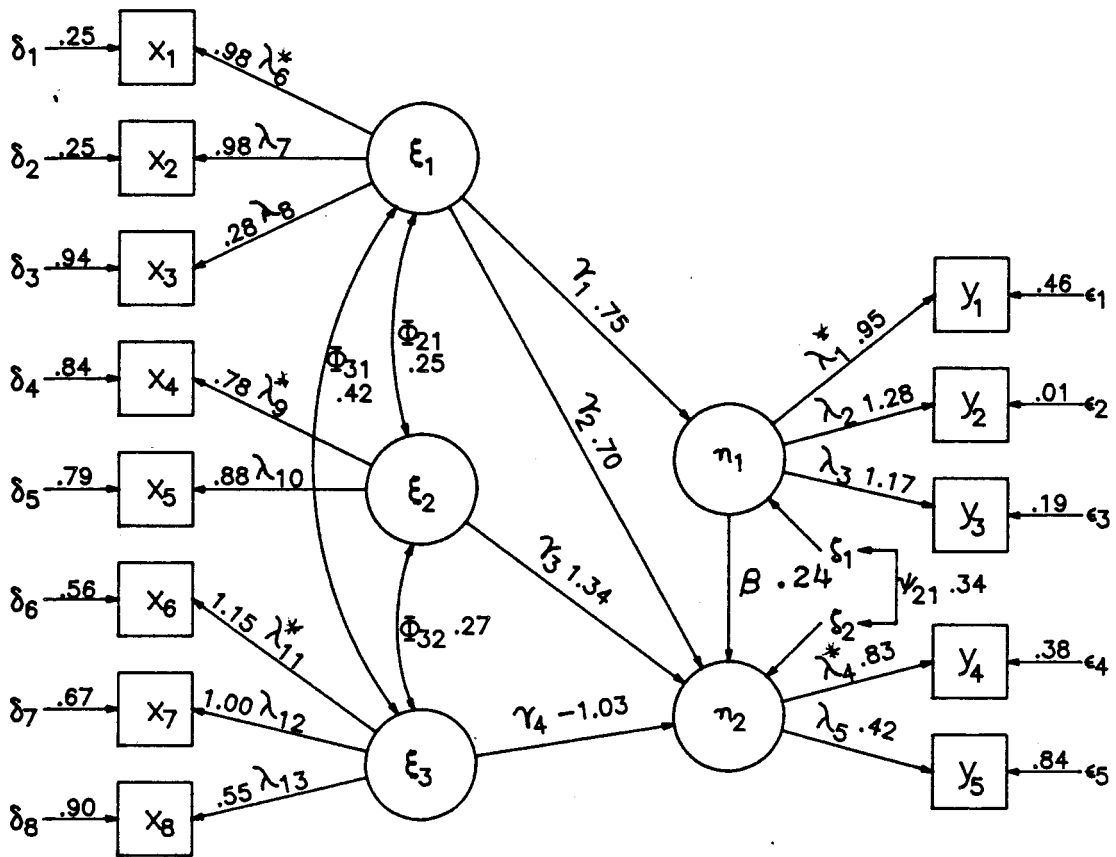 δ1 .25 x1 .98 λ6*
δ2 .25 x2 .98 λ7 ξ1
δ3 .94 x3 .28 λ8
γ1 .75
y1 .46 ϵ1
λ1* .95
Φ21 .25
Φ31 .42
δ4 .84 x4 .78 λ9*
γ2 .70
y2 .01 ϵ2
λ2 1.28
η1
λ3 1.17
δ5 .79 x5 .88 λ10 ξ2
y3 .19 ϵ3
γ3 1.34
β .24
ζ1
ψ21 .34
ζ2
δ6 .56 x6 1.15 λ11*
Φ32 .27
λ4* .83
y4 .38 ϵ4
δ7 .67 x7 1.00 λ12
γ4 -1.03
η2
λ5 .42
ξ3
y5 .84 ϵ5
δ8 .90 x8 .55 λ13